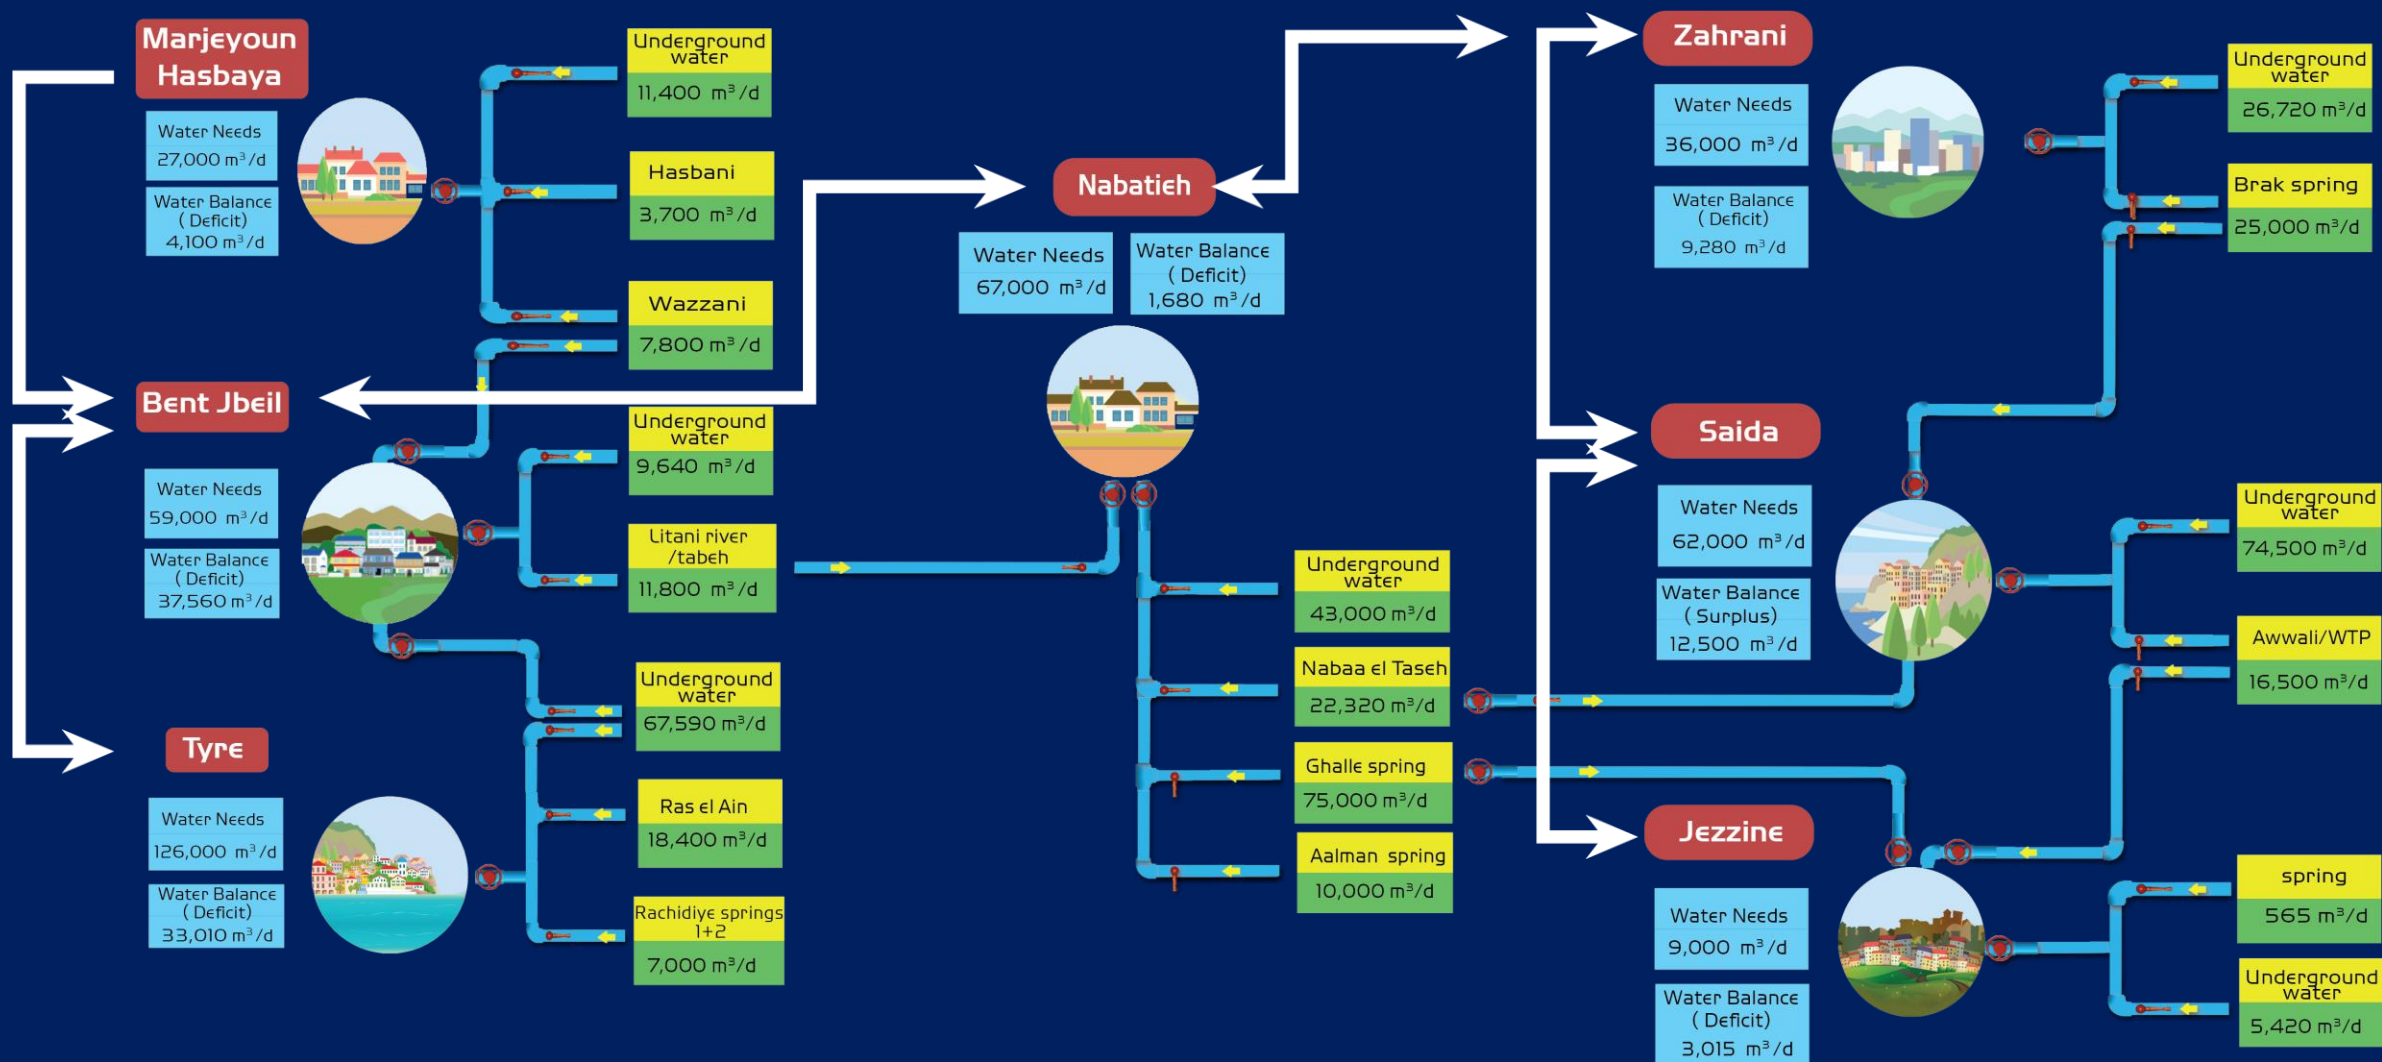 Marjeyoun
Hasbaya
Water Needs
27,000 m³/d
Water Balance
( Deficit)
4,100 m³/d
Underground
water
11,400 m³/d
Hasbani
3,700 m³/d
Wazzani
7,800 m³/d
Bent Jbeil
Water Needs
59,000 m³/d
Water Balance
( Deficit)
37,560 m³/d
Underground
water
9,640 m³/d
Litani river
/tabeh
11,800 m³/d
Tyre
Water Needs
126,000 m³/d
Water Balance
( Deficit)
33,010 m³/d
Underground
water
67,590 m³/d
Ras el Ain
18,400 m³/d
Rachidiye springs
1+2
7,000 m³/d
Nabatieh
Water Needs
67,000 m³/d
Water Balance
( Deficit)
1,680 m³/d
Underground
water
43,000 m³/d
Nabaa el Taseh
22,320 m³/d
Ghalle spring
75,000 m³/d
Aalman spring
10,000 m³/d
Zahrani
Water Needs
36,000 m³/d
Water Balance
( Deficit)
9,280 m³/d
Underground
water
26,720 m³/d
Brak spring
25,000 m³/d
Saida
Water Needs
62,000 m³/d
Water Balance
( Surplus)
12,500 m³/d
Underground
water
74,500 m³/d
Awwali/WTP
16,500 m³/d
Jezzine
Water Needs
9,000 m³/d
Water Balance
( Deficit)
3,015 m³/d
spring
565 m³/d
Underground
water
5,420 m³/d